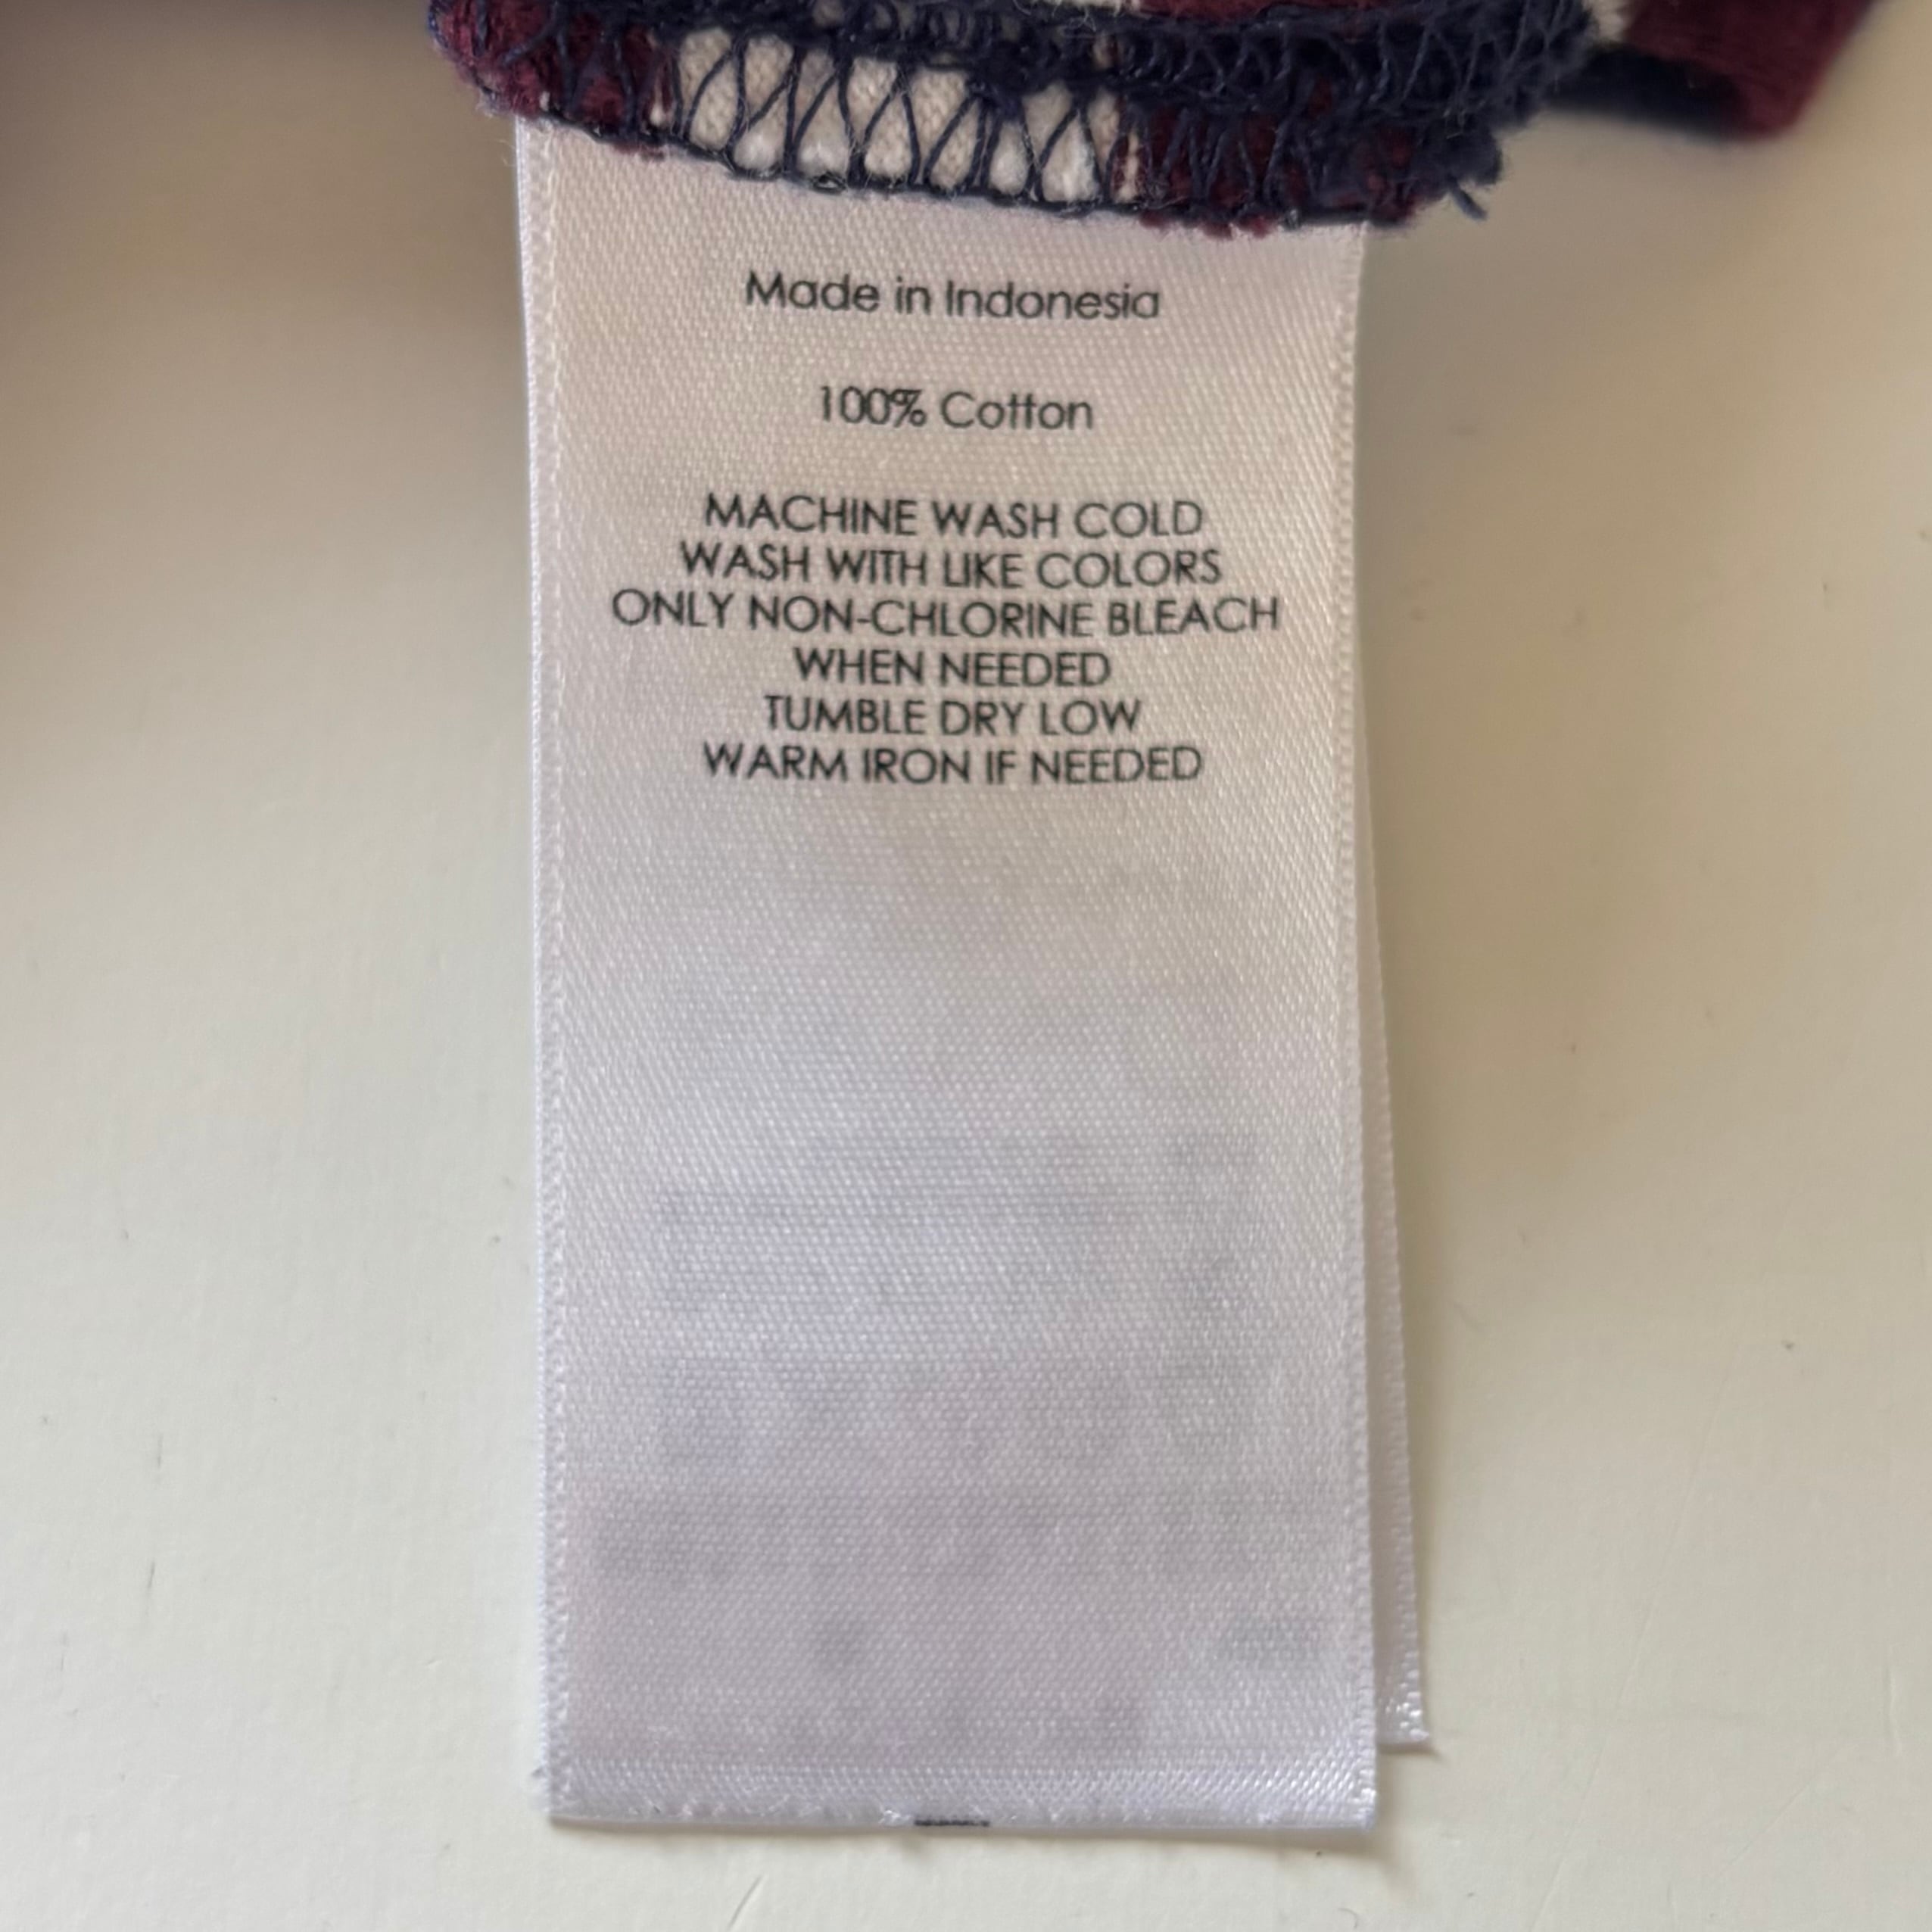 Made in Indonesia
100% Cotton
MACHINE WASH COLD
WASH WITH LIKE COLORS
ONLY NON-CHLORINE BLEACH
WHEN NEEDED
TUMBLE DRY LOW
WARM IRON IF NEEDED